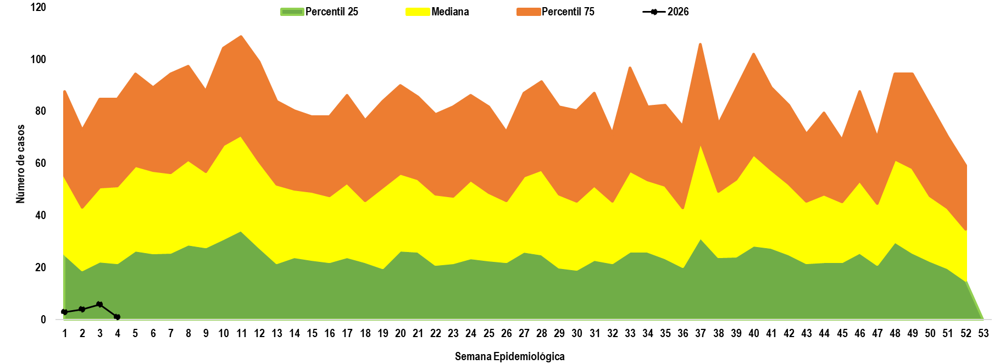 120
Percentil 25 Mediana Percentil 75 2026
100
80
60
40
20
0
Número de casos
1 2 3 4 5 6 7 8 9 10 11 12 13 14 15 16 17 18 19 20 21 22 23 24 25 26 27 28 29 30 31 32 33 34 35 36 37 38 39 40 41 42 43 44 45 46 47 48 49 50 51 52 53
Semana Epidemiológica